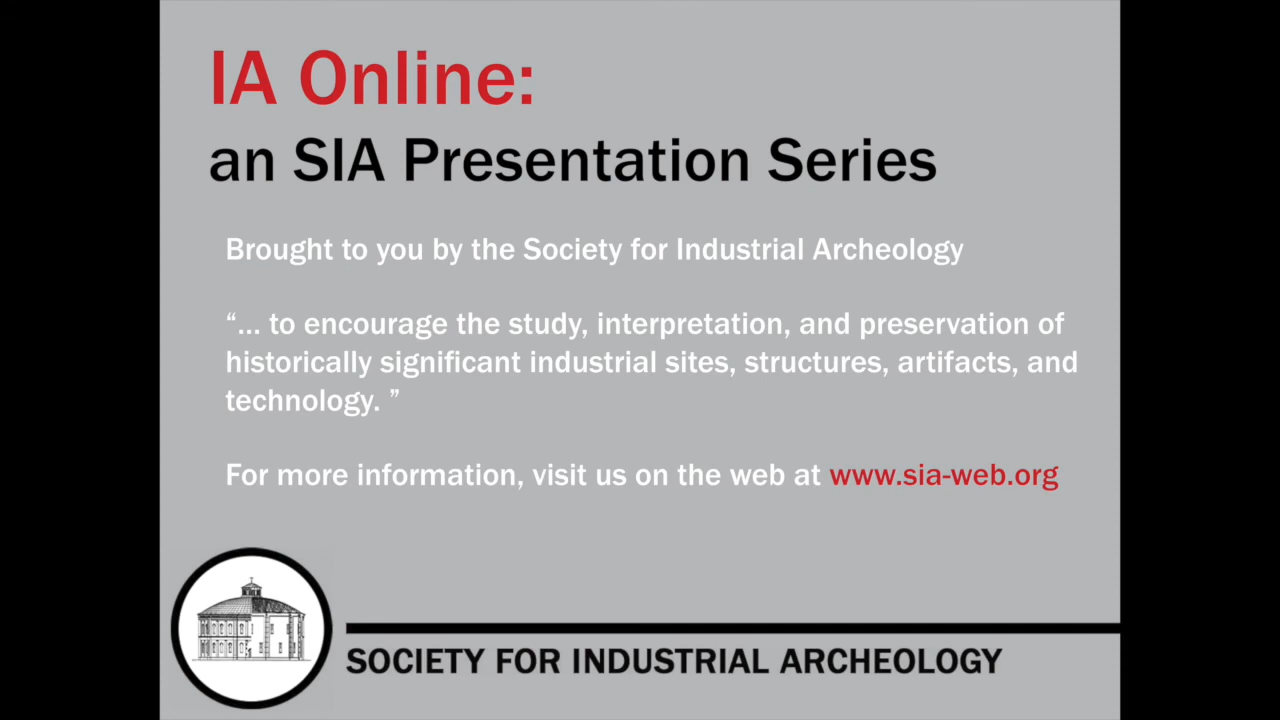 IA Online:
an SIA Presentation Series
Brought to you by the Society for Industrial Archeology
“... to encourage the study, interpretation, and preservation of
historically significant industrial sites, structures, artifacts, and
technology. ”
For more information, visit us on the web at www.sia-web.org
SOCIETY FOR INDUSTRIAL ARCHEOLOGY